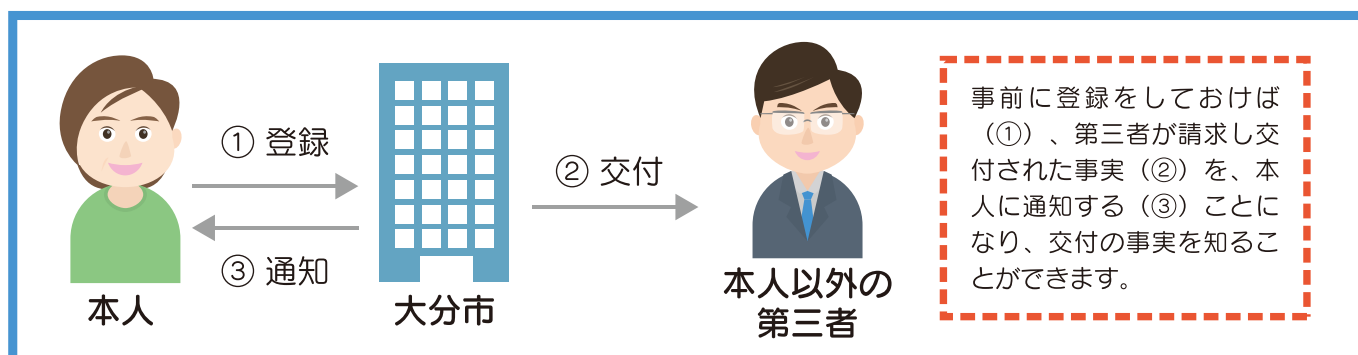 ① 登録
③ 通知
本人
大分市
② 交付
本人以外の
第三者
事前に登録をしておけば
（①）、第三者が請求し交
付された事実（②）を、本
人に通知する（③）ことに
なり、交付の事実を知るこ
とができます。